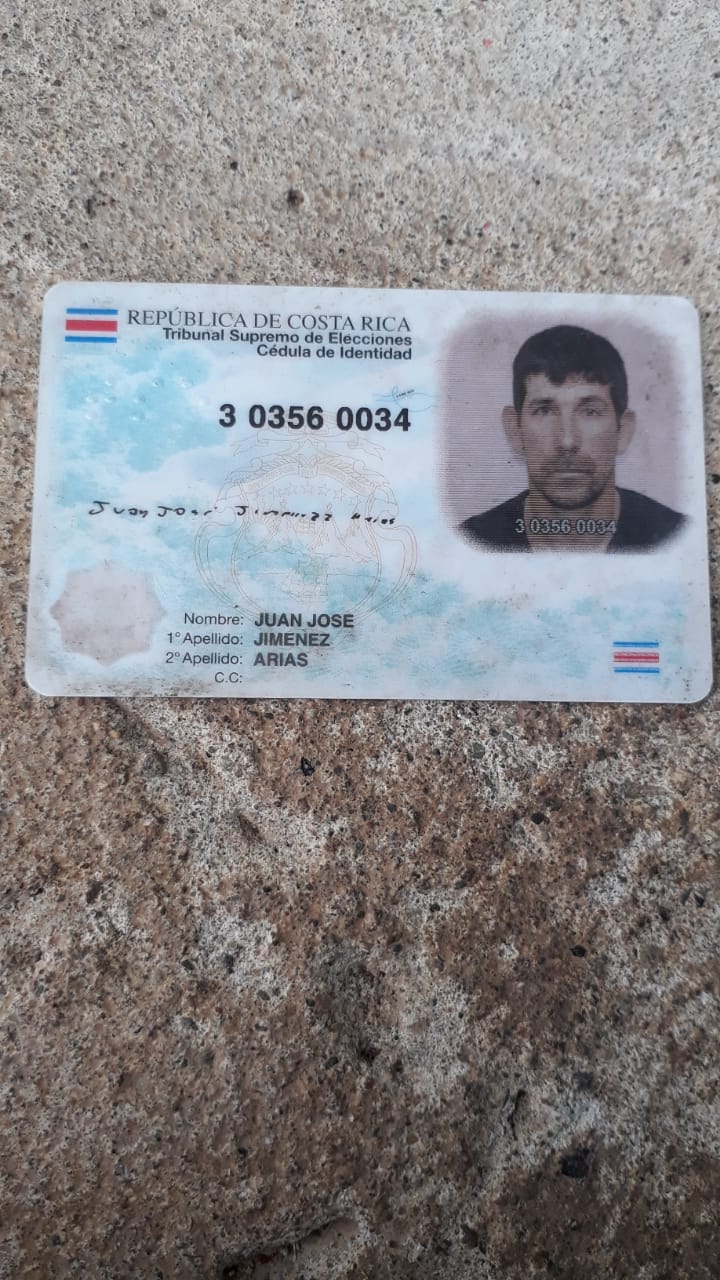 REPÚBLICA DE COSTA RICA
Tribunal Supremo de Elecciones
Cédula de Identidad
3 0356 0034
Juan José Jimenez Arias
3 0356 0034
Nombre: JUAN JOSE
1° Apellido: JIMENEZ
2° Apellido: ARIAS
C.C: